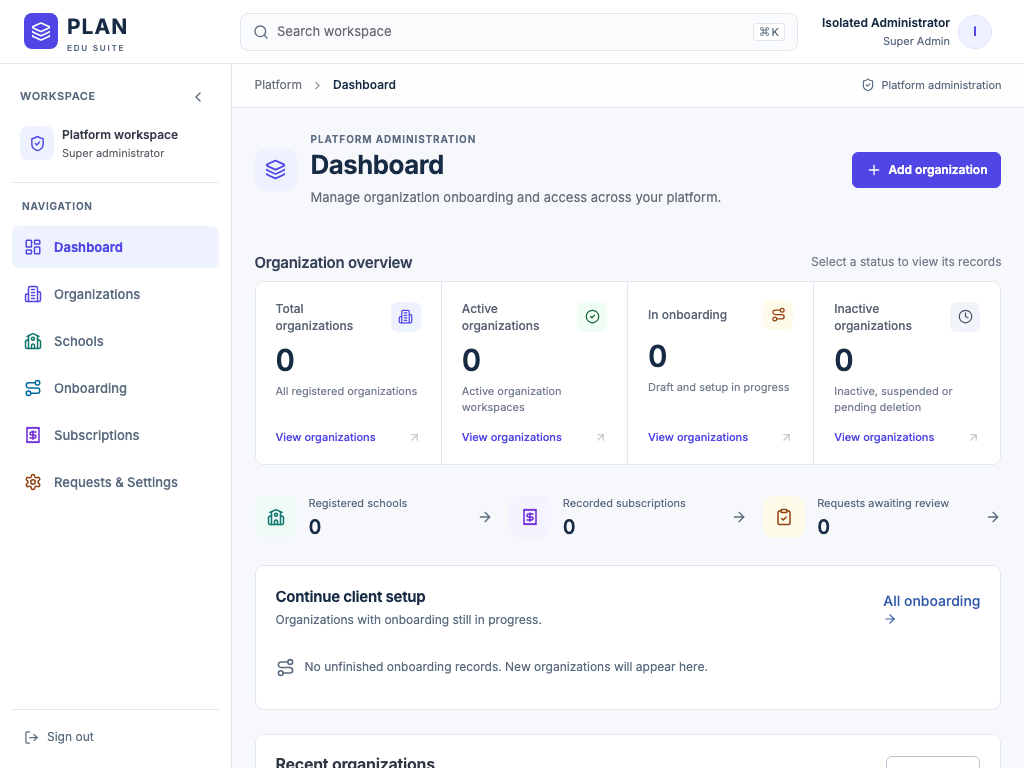 PLAN
EDU SUITE
Search workspace
⌘ K
Isolated Administrator
Super Admin
I
WORKSPACE
Platform workspace
Super administrator
NAVIGATION
Dashboard
Organizations
Schools
Onboarding
Subscriptions
Requests & Settings
Sign out
Platform
Dashboard
Platform administration
PLATFORM ADMINISTRATION
Dashboard
Manage organization onboarding and access across your platform.
Add organization
Organization overview
Select a status to view its records
Total
organizations
0
All registered organizations
View organizations
Active
organizations
0
Active organization
workspaces
View organizations
In onboarding
0
Draft and setup in progress
View organizations
Inactive
organizations
0
Inactive, suspended or
pending deletion
View organizations
Registered schools
0
Recorded subscriptions
0
Requests awaiting review
0
Continue client setup
Organizations with onboarding still in progress.
All onboarding
No unfinished onboarding records. New organizations will appear here.
Recent organizations